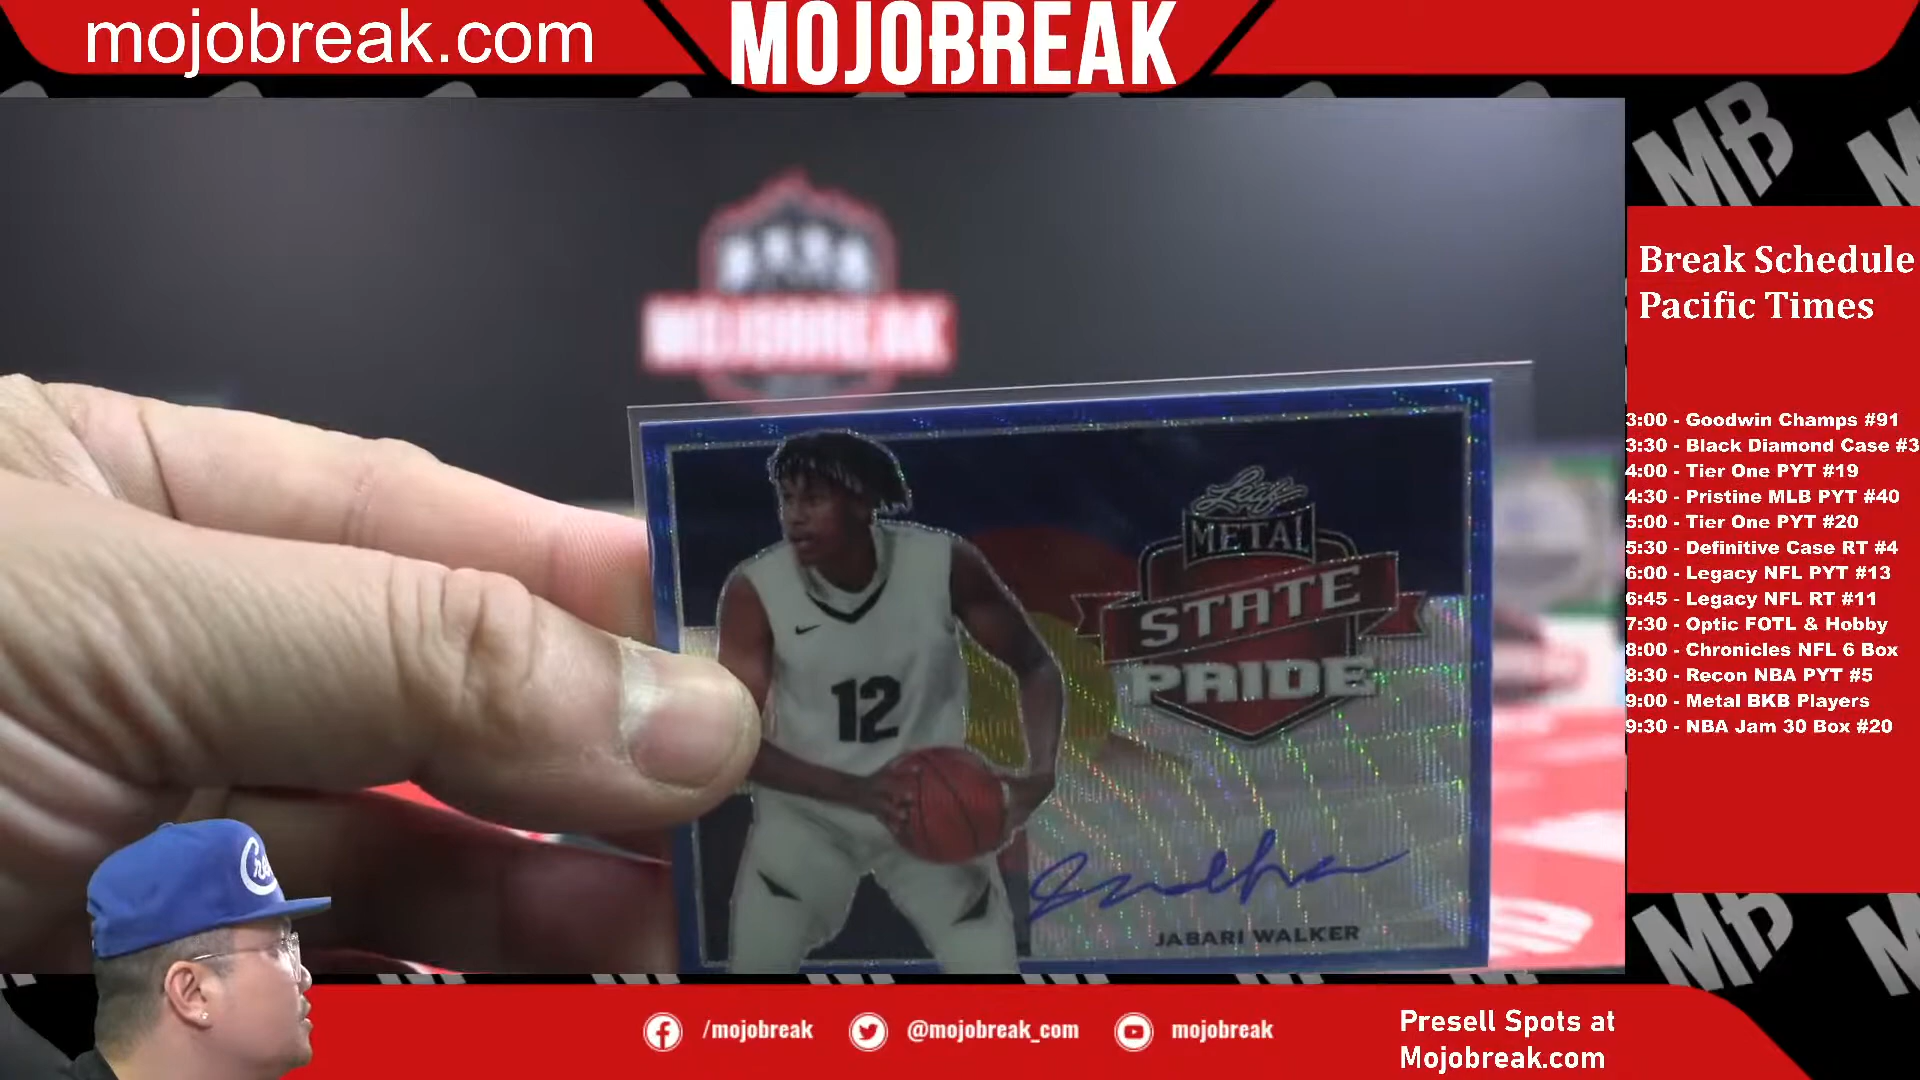 mojobreak.com
MOJOBREAK
MB
MOJOBREAK
Break Schedule
Pacific Times
3:00 - Goodwin Champs #91
3:30 - Black Diamond Case #3
4:00 - Tier One PYT #19
4:30 - Pristine MLB PYT #40
5:00 - Tier One PYT #20
5:30 - Definitive Case RT #4
6:00 - Legacy NFL PYT #13
6:45 - Legacy NFL RT #11
7:30 - Optic FOTL & Hobby
8:00 - Chronicles NFL 6 Box
8:30 - Recon NBA PYT #5
9:00 - Metal BKB Players
9:30 - NBA Jam 30 Box #20
Leaf
METAL
STATE
PRIDE
12
JABARI WALKER
MB
/mojobreak
@mojobreak_com
mojobreak
Presell Spots at
Mojobreak.com